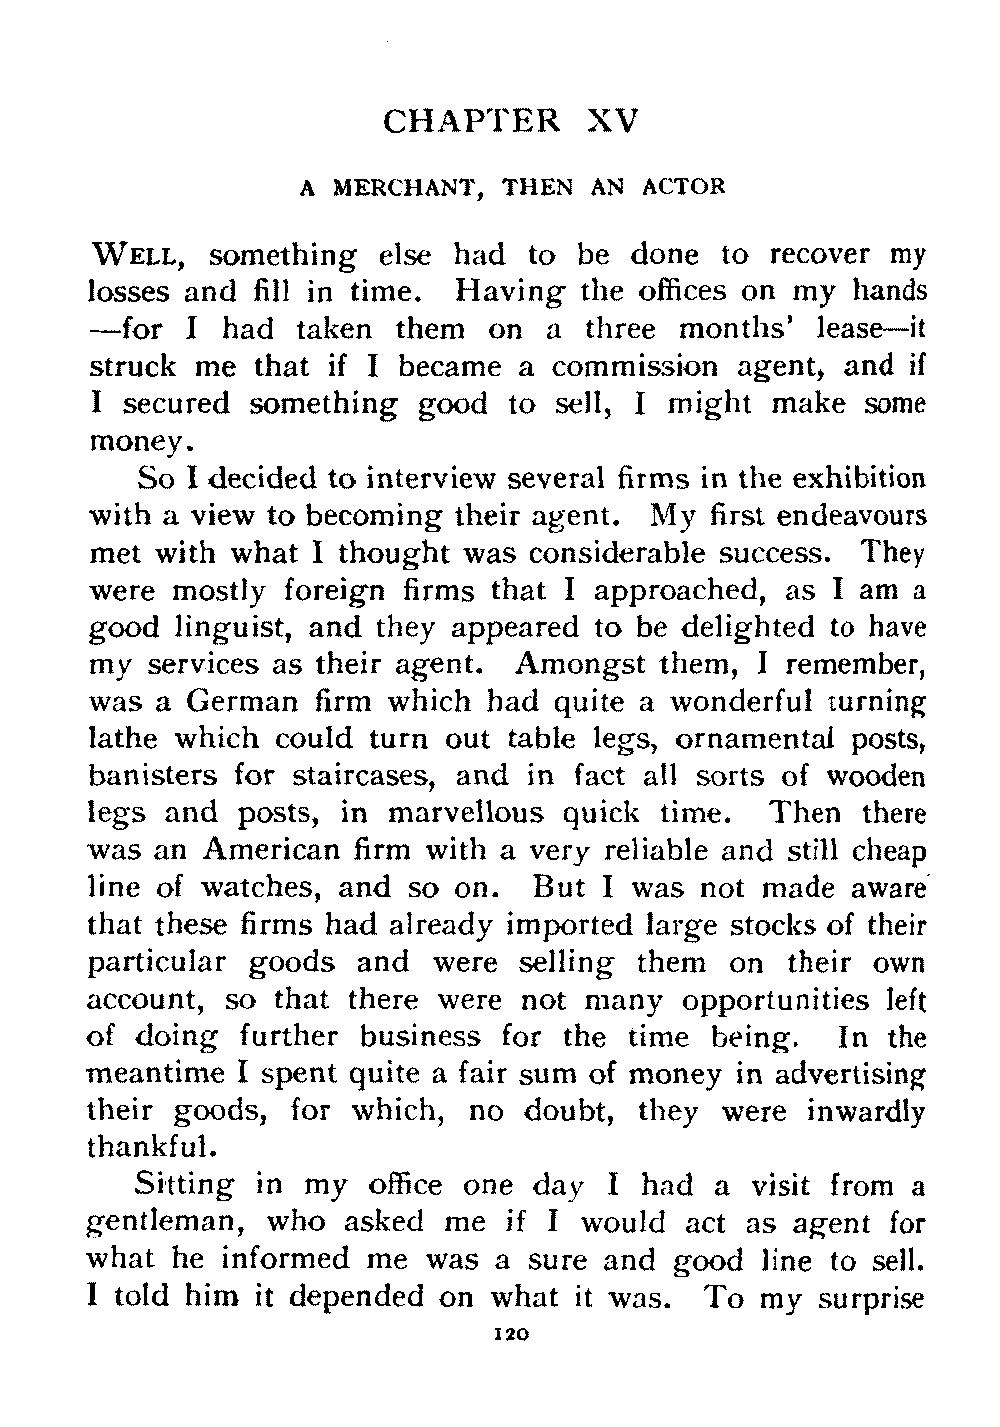 CHAPTER XV
A MERCHANT, THEN AN ACTOR
WELL, something else had to be done to recover my
losses and fill in time. Having the offices on my hands
—for I had taken them on a three months' lease—it
struck me that if I became a commission agent, and if
I secured something good to sell, I might make some
money.
So I decided to interview several firms in the exhibition
with a view to becoming their agent. My first endeavours
met with what I thought was considerable success. They
were mostly foreign firms that I approached, as I am a
good linguist, and they appeared to be delighted to have
my services as their agent. Amongst them, I remember,
was a German firm which had quite a wonderful turning
lathe which could turn out table legs, ornamental posts,
banisters for staircases, and in fact all sorts of wooden
legs and posts, in marvellous quick time. Then there
was an American firm with a very reliable and still cheap
line of watches, and so on. But I was not made aware
that these firms had already imported large stocks of their
particular goods and were selling them on their own
account, so that there were not many opportunities left
of doing further business for the time being. In the
meantime I spent quite a fair sum of money in advertising
their goods, for which, no doubt, they were inwardly
thankful.
Sitting in my office one day I had a visit from a
gentleman, who asked me if I would act as agent for
what he informed me was a sure and good line to sell.
I told him it depended on what it was. To my surprise
120